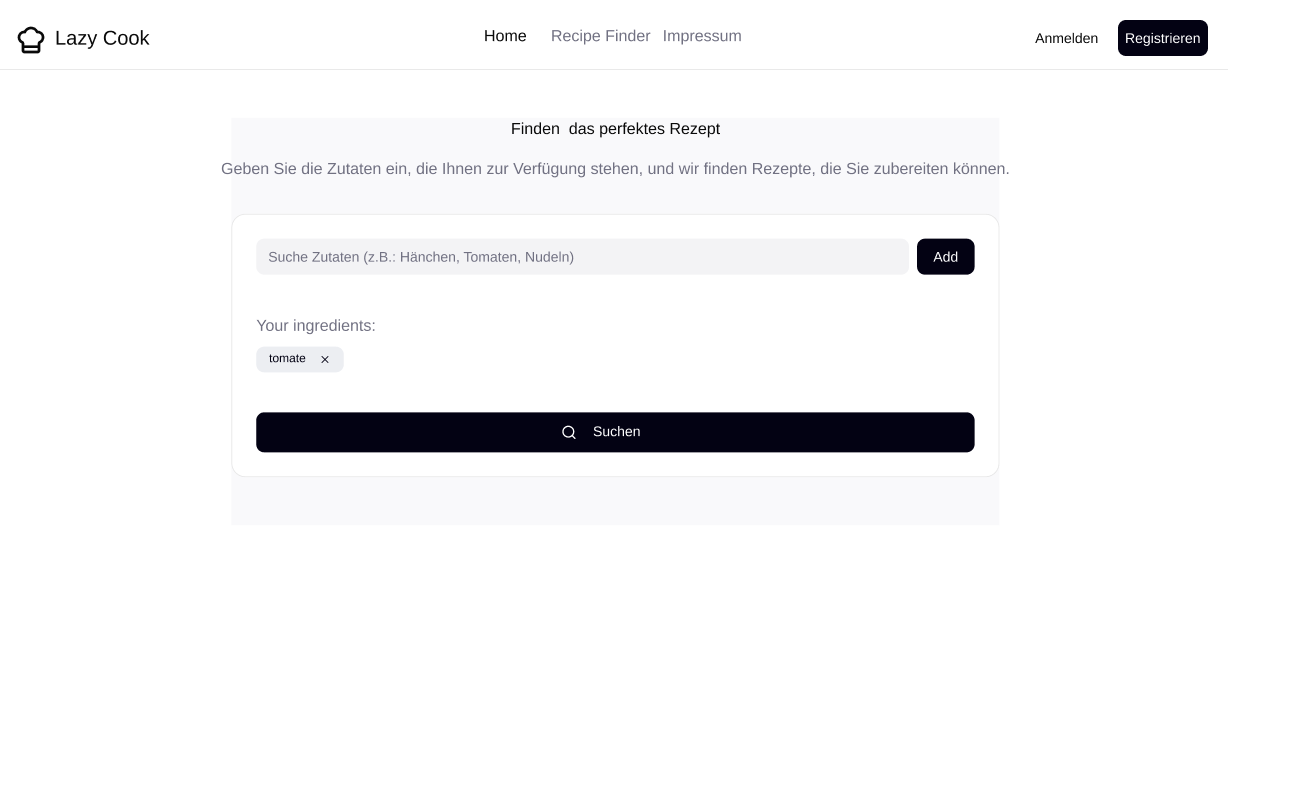 Lazy Cook
Home Recipe Finder Impressum
Anmelden Registrieren
Finden  das perfektes Rezept
Geben Sie die Zutaten ein, die Ihnen zur Verfügung stehen, und wir finden Rezepte, die Sie zubereiten können.
Suche Zutaten (z.B.: Hänchen, Tomaten, Nudeln)
Add
Your ingredients:
tomate
Suchen